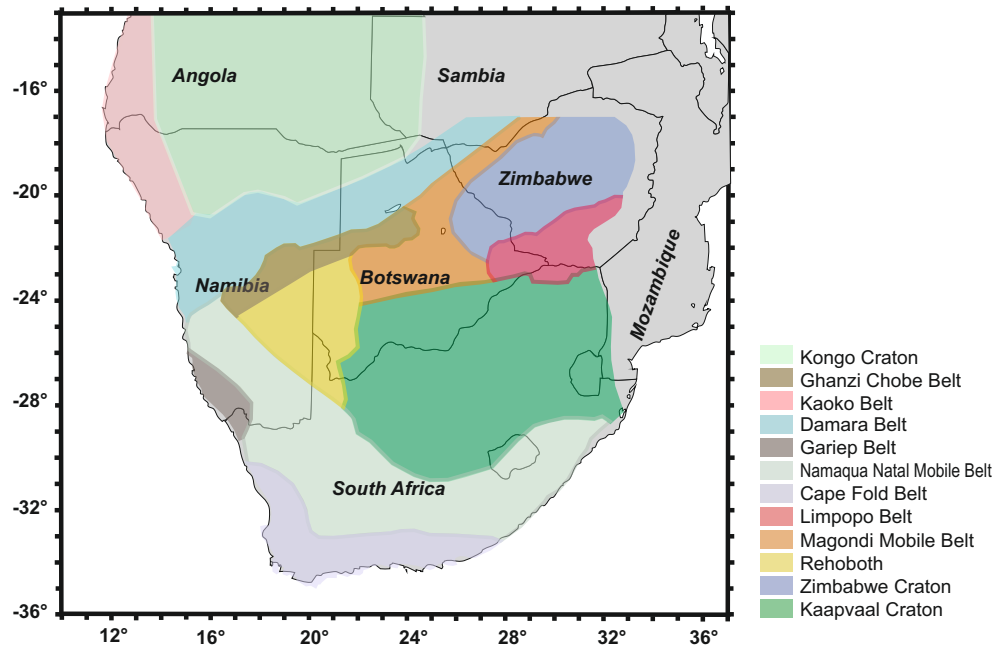 Angola
Sambia
-16°
Zimbabwe
-20°
Namibia
Botswana
Mozambique
-24°
-28°
South Africa
-32°
-36°
12°
16°
20°
24°
28°
32°
36°
Kongo Craton
Ghanzi Chobe Belt
Kaoko Belt
Damara Belt
Gariep Belt
Namaqua Natal Mobile Belt
Cape Fold Belt
Limpopo Belt
Magondi Mobile Belt
Rehoboth
Zimbabwe Craton
Kaapvaal Craton